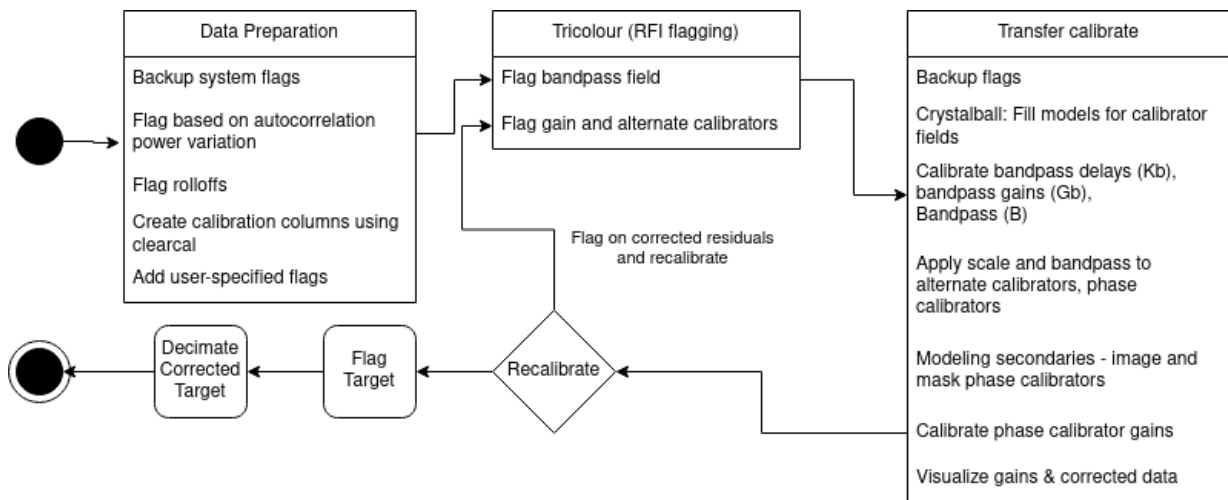 Data Preparation
Backup system flags
Flag based on autocorrelation
power variation
Flag rolloffs
Create calibration columns using
clearcal
Add user-specified flags
Tricolour (RFI flagging)
Flag bandpass field
Flag gain and alternate calibrators
Transfer calibrate
Backup flags
Crystalball: Fill models for calibrator
fields
Calibrate bandpass delays (Kb),
bandpass gains (Gb),
Bandpass (B)
Apply scale and bandpass to
alternate calibrators, phase
calibrators
Modeling secondaries - image and
mask phase calibrators
Calibrate phase calibrator gains
Visualize gains & corrected data
Flag on corrected residuals
and recalibrate
Recalibrate
Flag
Target
Decimate
Corrected
Target